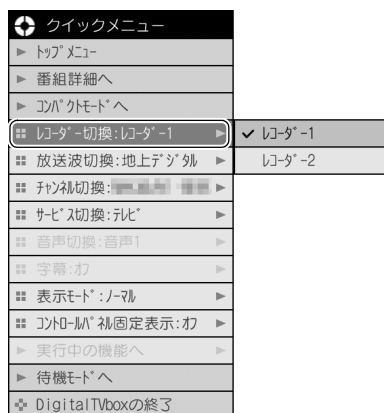 クイックメニュー
トップメニュー
番組詳細へ
コンパクトモードへ
レコーダー切換:レコーダー1
レコーダー1
レコーダー2
放送波切換:地上デジタル
チャンネル切換:
サービス切換:テレビ
音声切換:音声1
字幕:オフ
表示モード:ノーマル
コントロールパネル固定表示:オフ
実行中の機能へ
待機モードへ
DigitalTVboxの終了